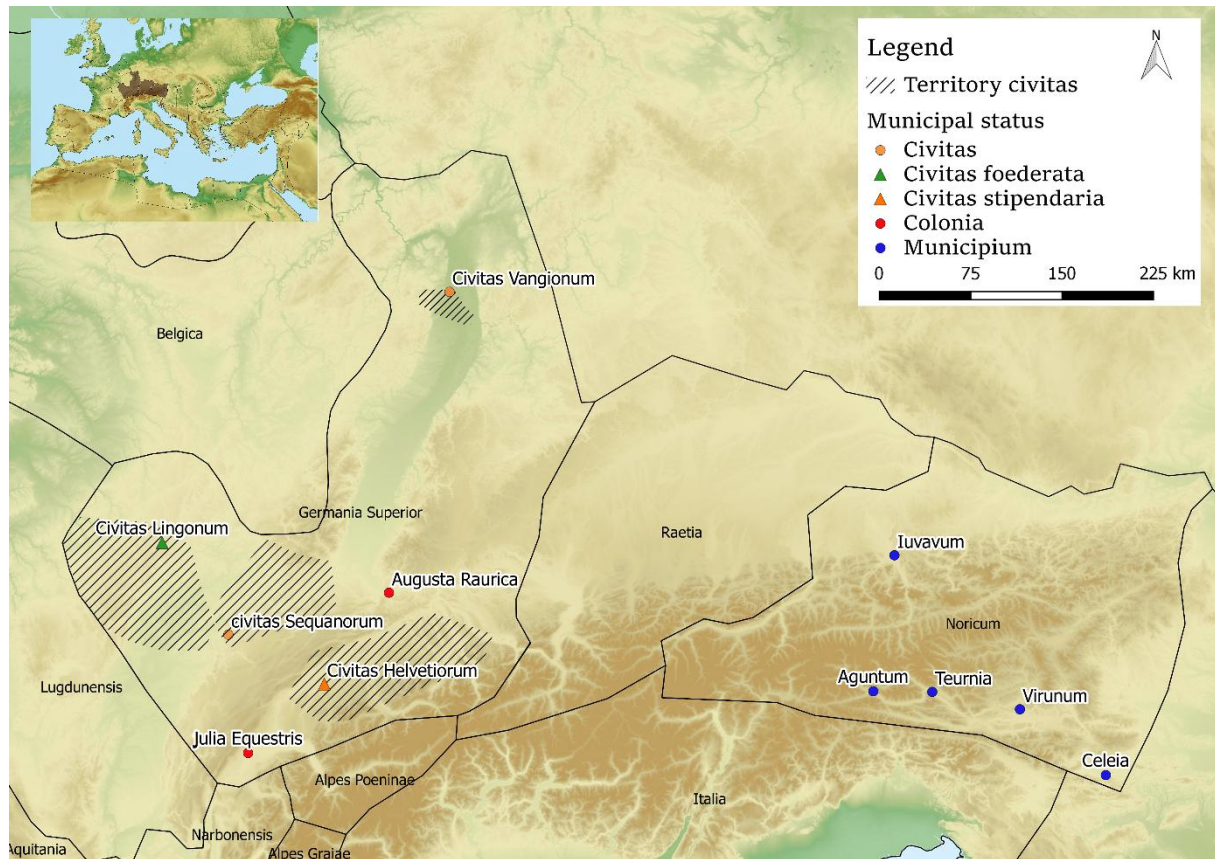 Legend
N
Territory civitas
Municipal status
Civitas
Civitas foederata
Civitas stipendaria
Colonia
Municipium
0 75 150 225 km
Civitas Vangionum
Belgica
Germania Superior
Civitas Lingonum
Raetia
Iuvavum
Augusta Raurica
civitas Sequanorum
Noricum
Civitas Helvetiorum
Lugdunensis
Aguntum
Teurnia
Virunum
Julia Equestris
Celeia
Alpes Poeninae
Italia
Narbonensis
Aquitania
Alpes Graiae